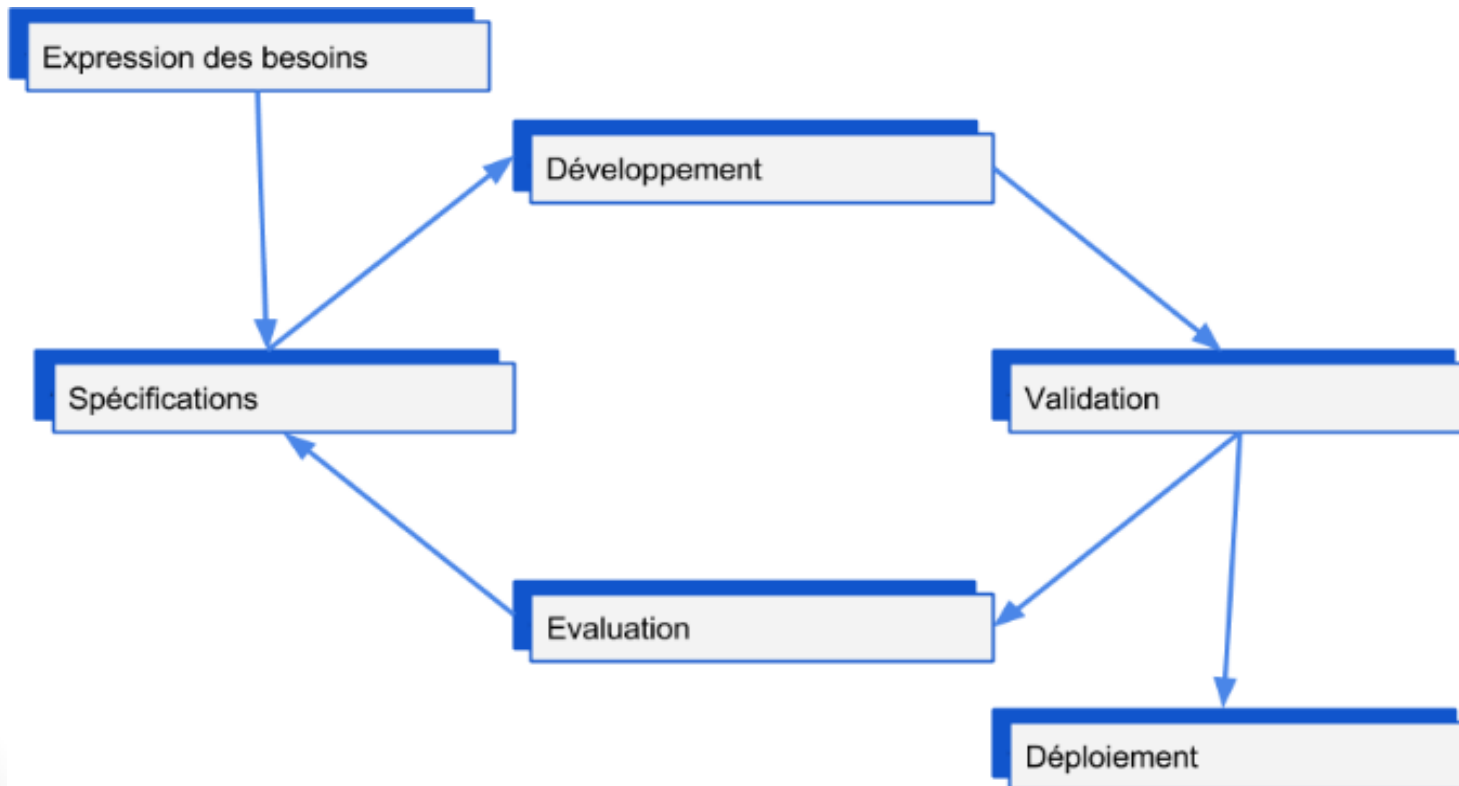 Expression des besoins
Développement
Spécifications
Validation
Evaluation
Déploiement